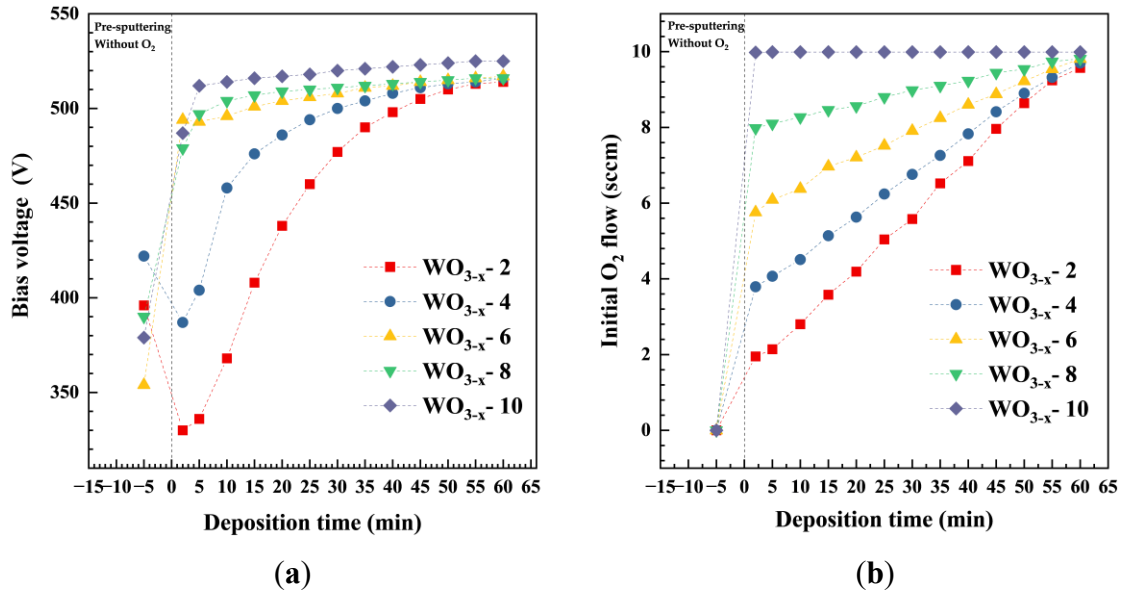 Pre-sputtering
Without O₂
550
500
450
400
350
Bias voltage (V)
WO₃₋ₓ- 2
WO₃₋ₓ- 4
WO₃₋ₓ- 6
WO₃₋ₓ- 8
WO₃₋ₓ- 10
−15−10 −5 0 5 10 15 20 25 30 35 40 45 50 55 60 65
Deposition time (min)
(a)
Pre-sputtering
Without O₂
10
8
6
4
2
0
Initial O₂ flow (sccm)
WO₃₋ₓ- 2
WO₃₋ₓ- 4
WO₃₋ₓ- 6
WO₃₋ₓ- 8
WO₃₋ₓ- 10
−15−10 −5 0 5 10 15 20 25 30 35 40 45 50 55 60 65
Deposition time (min)
(b)